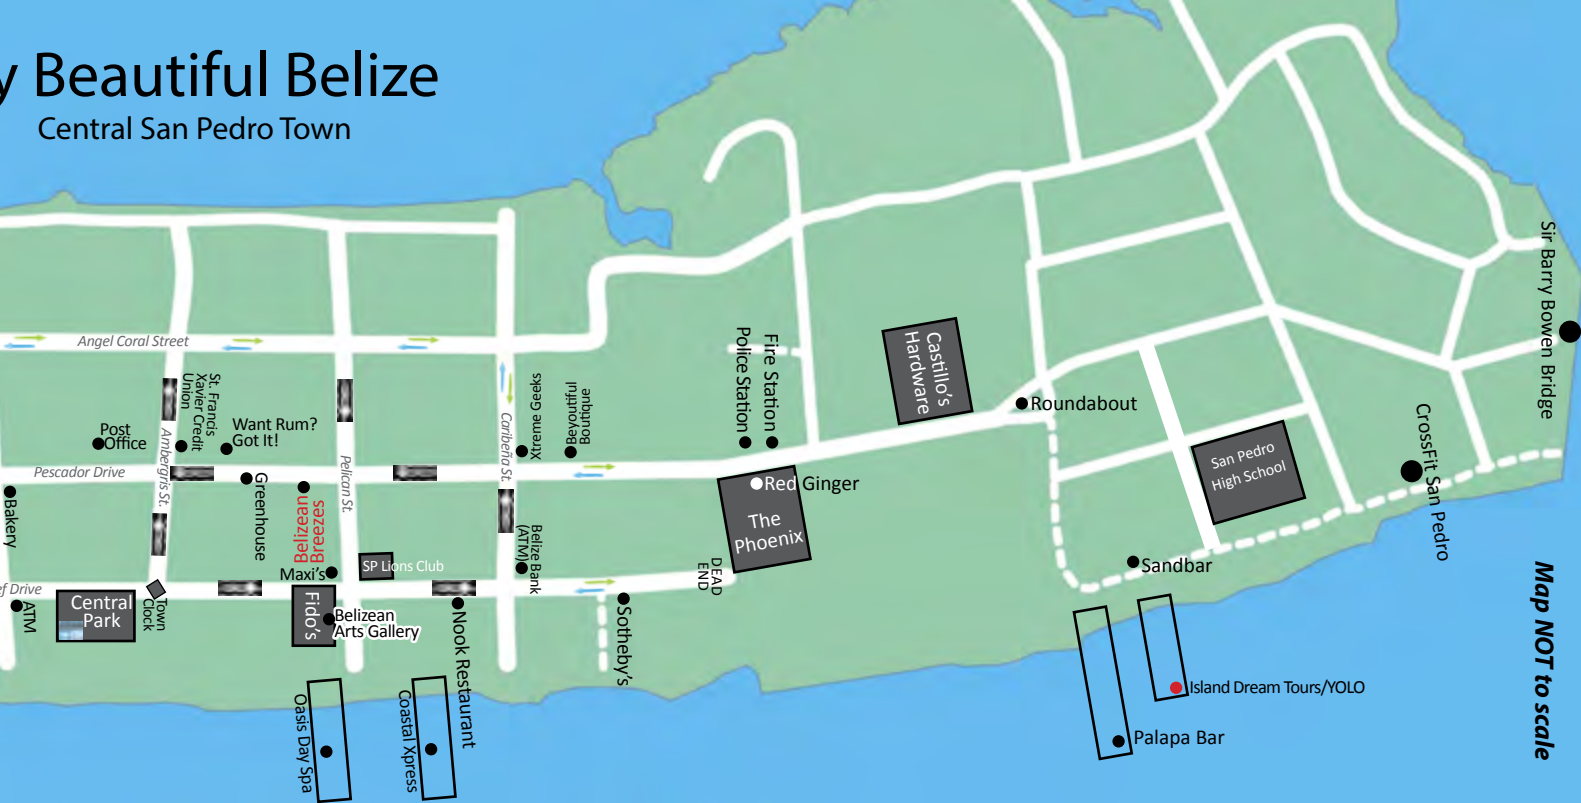 y Beautiful Belize
Central San Pedro Town
Angel Coral Street
Post
Office
Ambergris St.
St. Francis
Xavier Credit
Union
Want Rum?
Got It!
Pescador Drive
Bakery
Greenhouse
Belizean
Breezes
Pelican St.
Caribeña St.
Xtreme Geeks
Beyoutiful
Boutique
Police Station
Fire Station
Castillo's
Hardware
Roundabout
San Pedro
High School
CrossFit San Pedro
Sir Barry Bowen Bridge
Red Ginger
The
Phoenix
DEAD
END
Belize Bank
(ATM)
SP Lions Club
Maxi's
ef Drive
ATM
Central
Park
Town
Clock
Fido's
Belizean
Arts Gallery
Nook Restaurant
Sotheby's
Sandbar
Oasis Day Spa
Coastal Xpress
Island Dream Tours/YOLO
Palapa Bar
Map NOT to scale